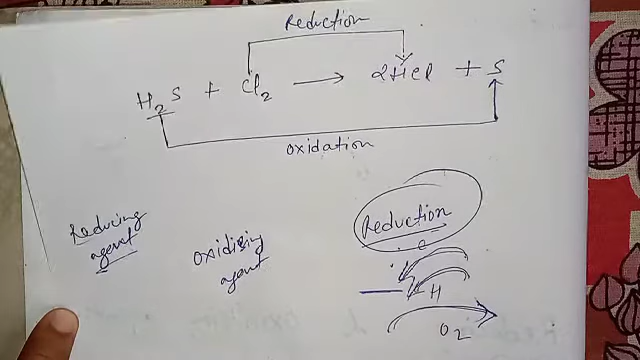 Reduction
H2S + Cl2 → 2HCl + S
oxidation
Reducing
agent
oxidising
agent
Reduction
e
H
O2